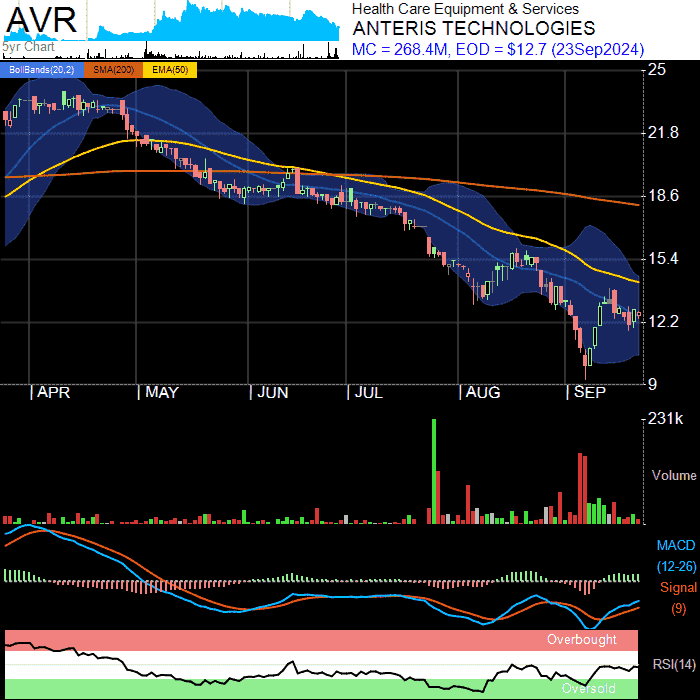 AVR
5yr Chart
Health Care Equipment & Services
ANTERIS TECHNOLOGIES
MC = 268.4M, EOD = $12.7 (23Sep2024)
BollBands(20,2) SMA(200) EMA(50)
25
21.8
18.6
15.4
12.2
9
| APR | MAY | JUN | JUL | AUG | SEP
231k
Volume
MACD
(12-26)
Signal
(9)
Overbought
RSI(14)
Oversold